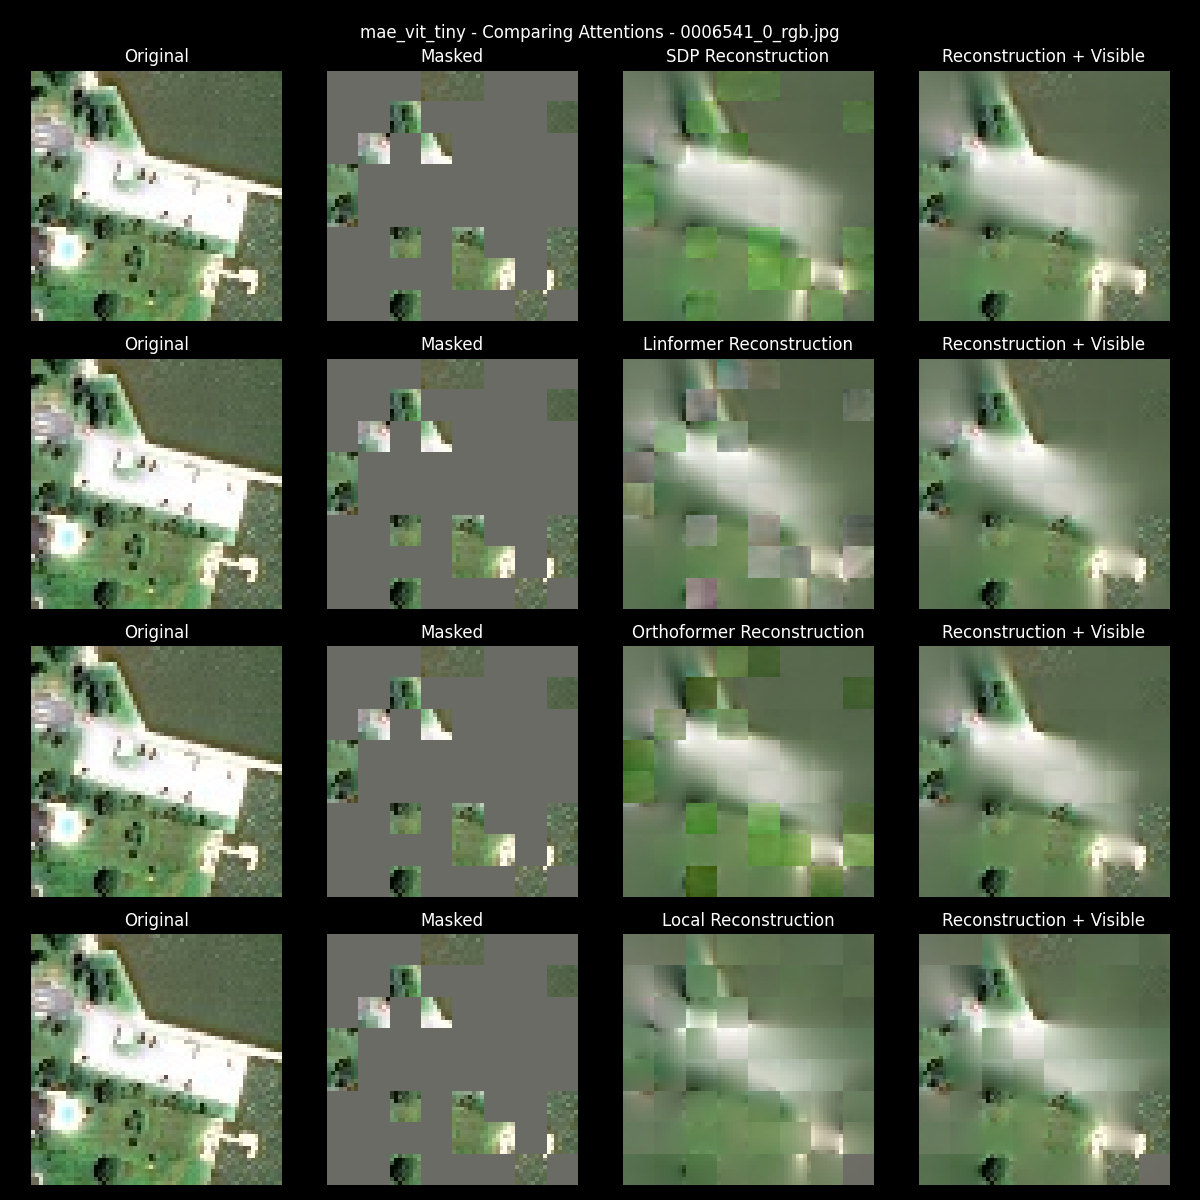 mae_vit_tiny - Comparing Attentions - 0006541_0_rgb.jpg
Original Masked SDP Reconstruction Reconstruction + Visible
Original Masked Linformer Reconstruction Reconstruction + Visible
Original Masked Orthoformer Reconstruction Reconstruction + Visible
Original Masked Local Reconstruction Reconstruction + Visible